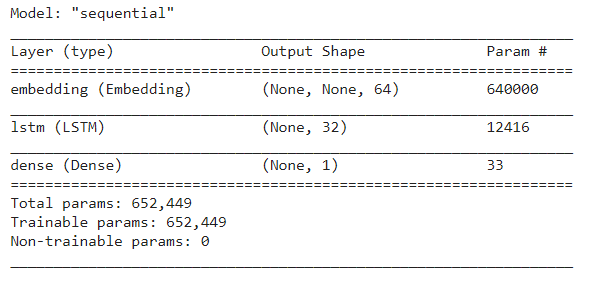 Model: "sequential"
_________________________________________________________________
Layer (type)                 Output Shape              Param #
=================================================================
embedding (Embedding)        (None, None, 64)          640000
_________________________________________________________________
lstm (LSTM)                  (None, 32)                12416
_________________________________________________________________
dense (Dense)                (None, 1)                 33
=================================================================
Total params: 652,449
Trainable params: 652,449
Non-trainable params: 0
_________________________________________________________________